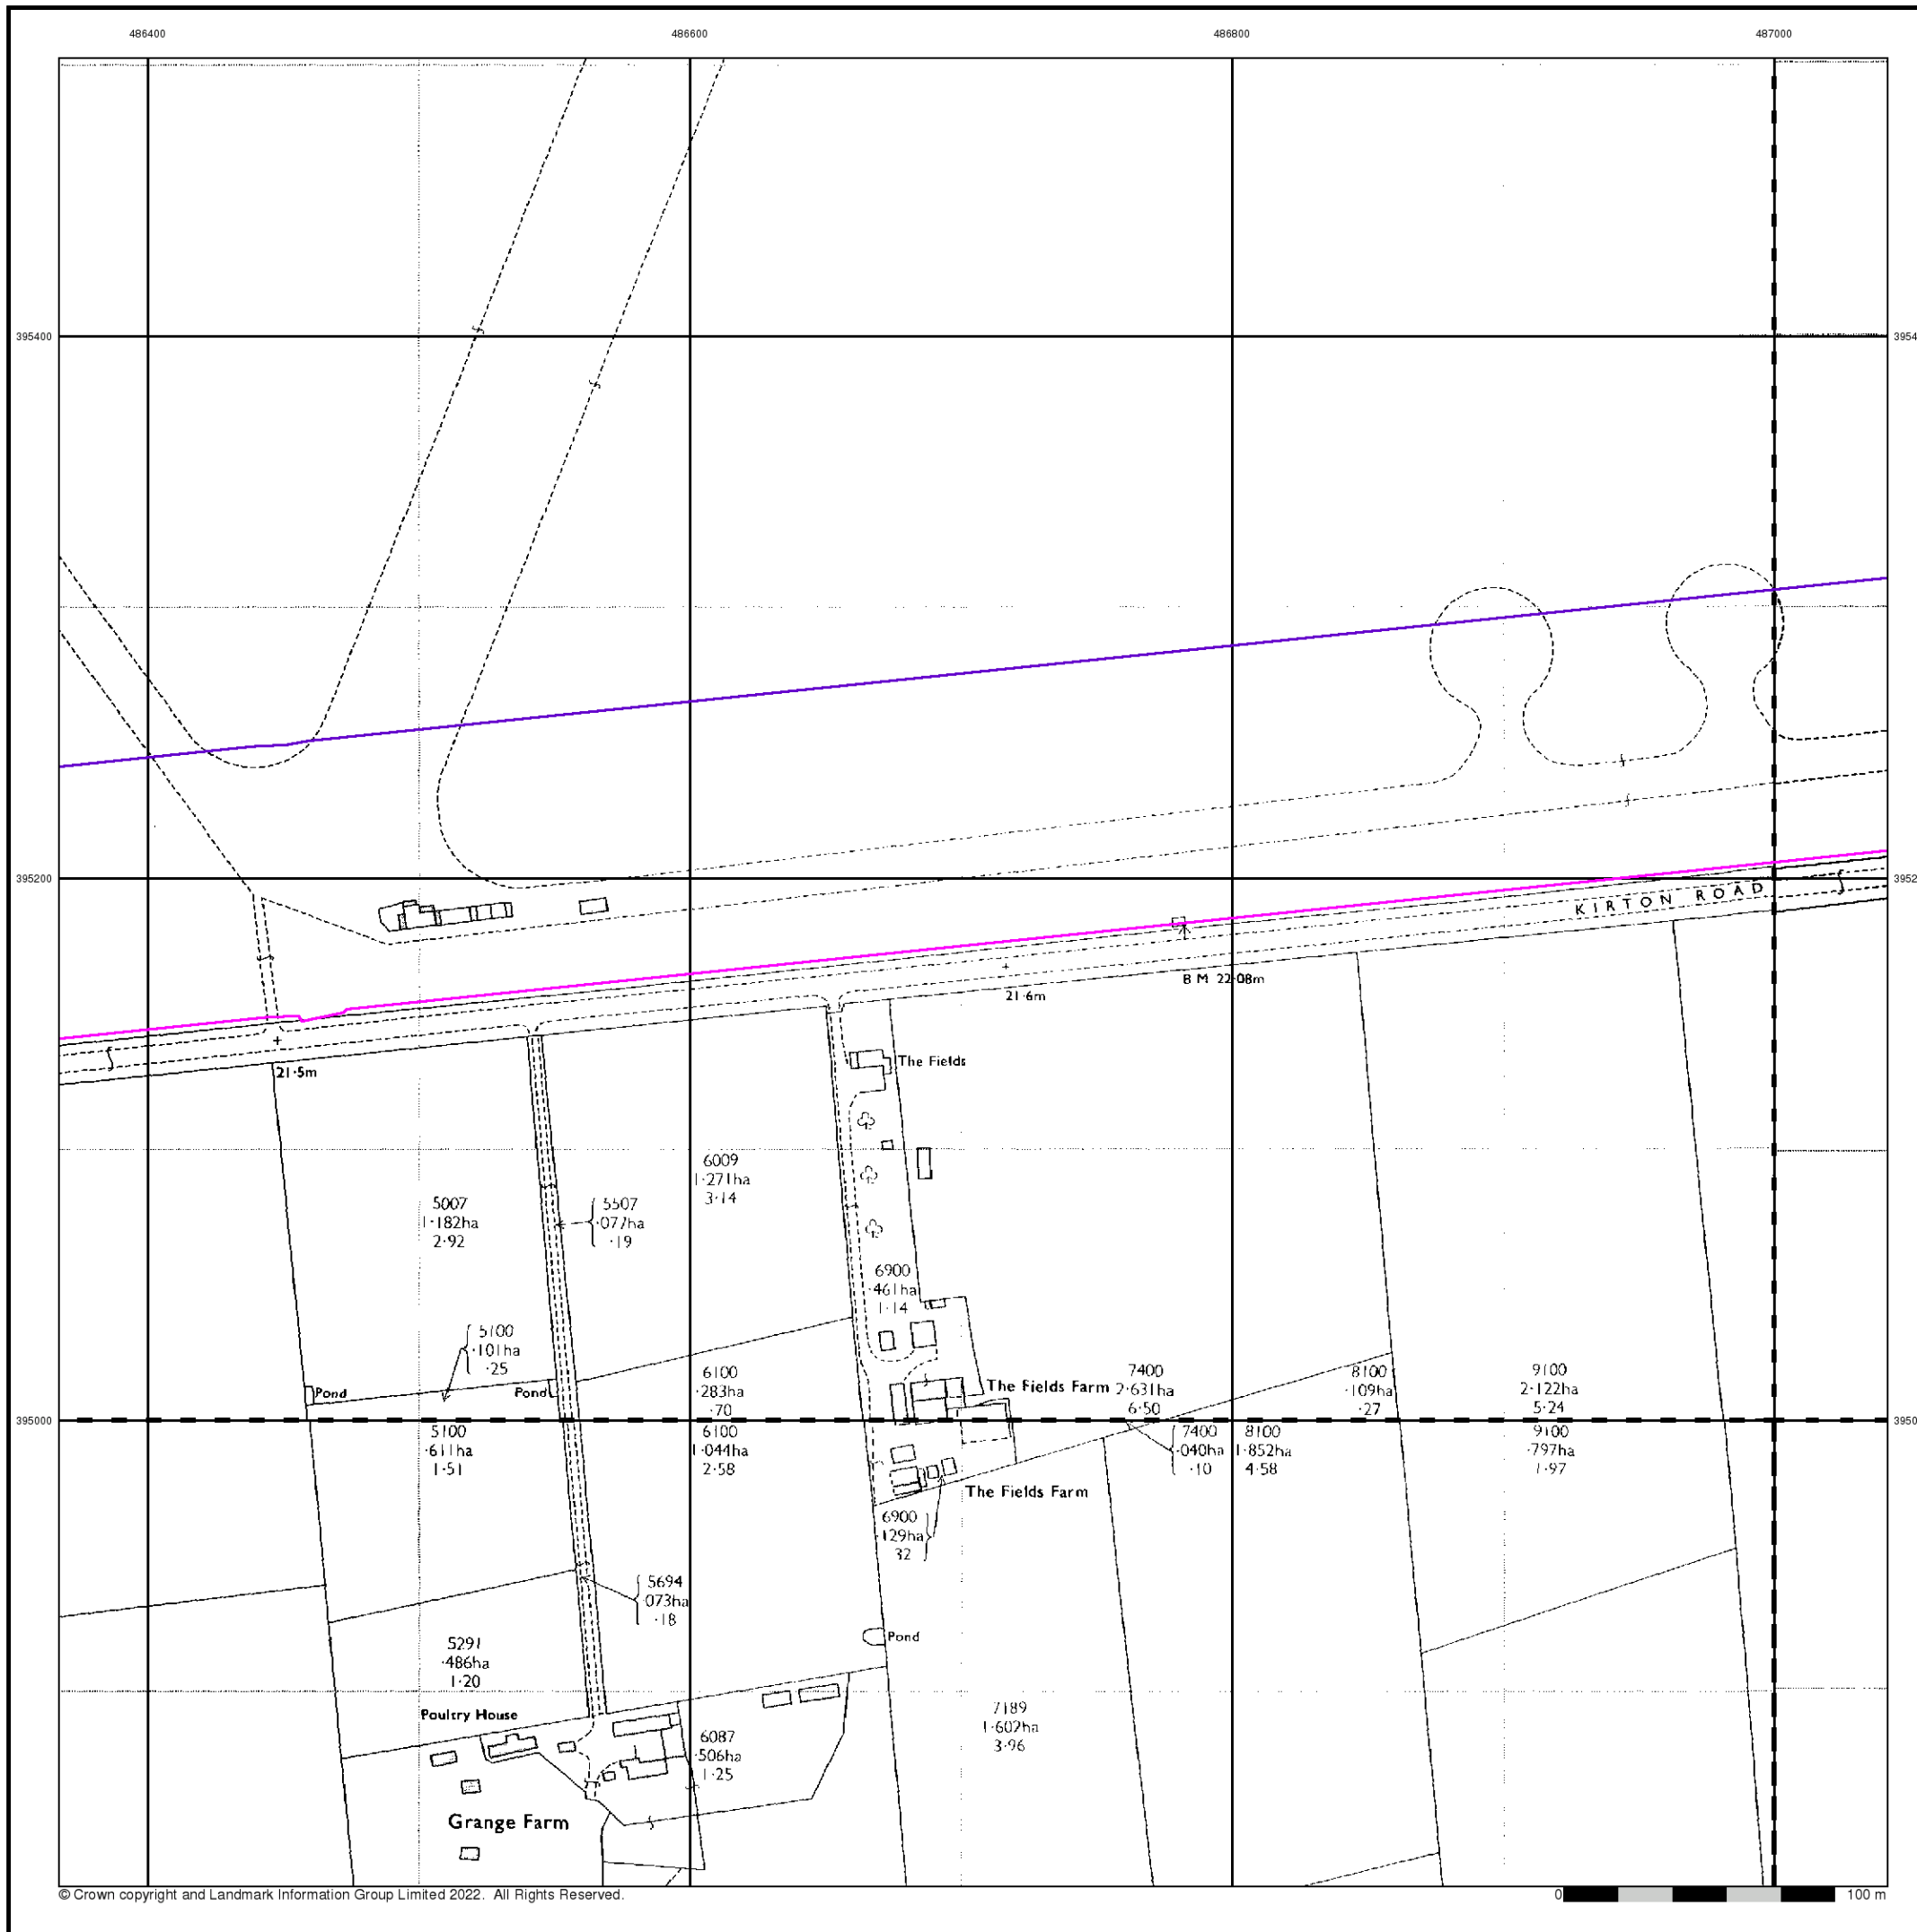 486400
486600
486800
487000
395400
3954
395200
3952
KIRTON ROAD
B M 22·08m
21·6m
21·5m
The Fields
6009
1·271ha
3·14
5007
1·182ha
2·92
5507
·077ha
·19
6900
·461ha
1·14
5100
·101ha
·25
Pond
Pond
6100
·283ha
·70
The Fields Farm
7400
2·631ha
6·50
8100
·109ha
·27
9100
2·122ha
5·24
395000
3950
5100
·611ha
1·51
6100
1·044ha
2·58
7400
·040ha
·10
8100
1·852ha
4·58
9100
·797ha
1·97
The Fields Farm
6900
·129ha
32
5694
·073ha
·18
Pond
5291
·486ha
1·20
Poultry House
6087
·506ha
1·25
7189
1·602ha
3·96
Grange Farm
© Crown copyright and Landmark Information Group Limited 2022. All Rights Reserved.
0
100 m